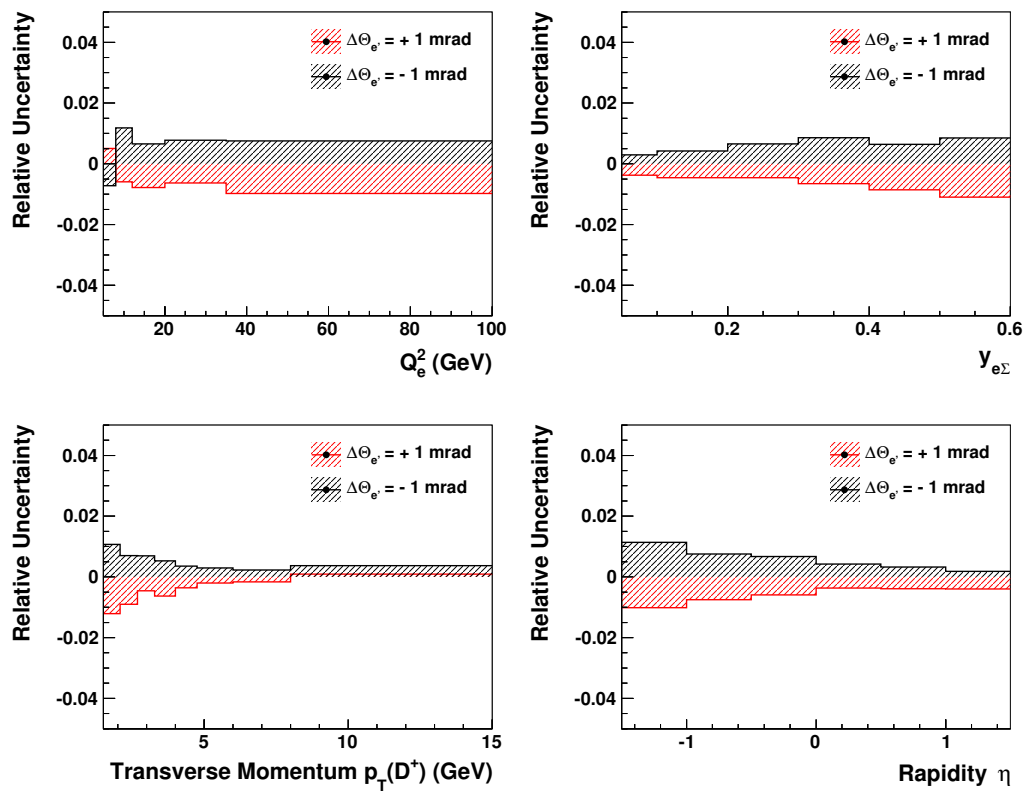 Relative Uncertainty
0.04
0.02
0
-0.02
-0.04
ΔΘe' = + 1 mrad
ΔΘe' = - 1 mrad
20 40 60 80 100
Q²e (GeV)
Relative Uncertainty
0.04
0.02
0
-0.02
-0.04
ΔΘe' = + 1 mrad
ΔΘe' = - 1 mrad
0.2 0.4 0.6
yeΣ
Relative Uncertainty
0.04
0.02
0
-0.02
-0.04
ΔΘe' = + 1 mrad
ΔΘe' = - 1 mrad
5 10 15
Transverse Momentum pT(D⁺) (GeV)
Relative Uncertainty
0.04
0.02
0
-0.02
-0.04
ΔΘe' = + 1 mrad
ΔΘe' = - 1 mrad
-1 0 1
Rapidity η